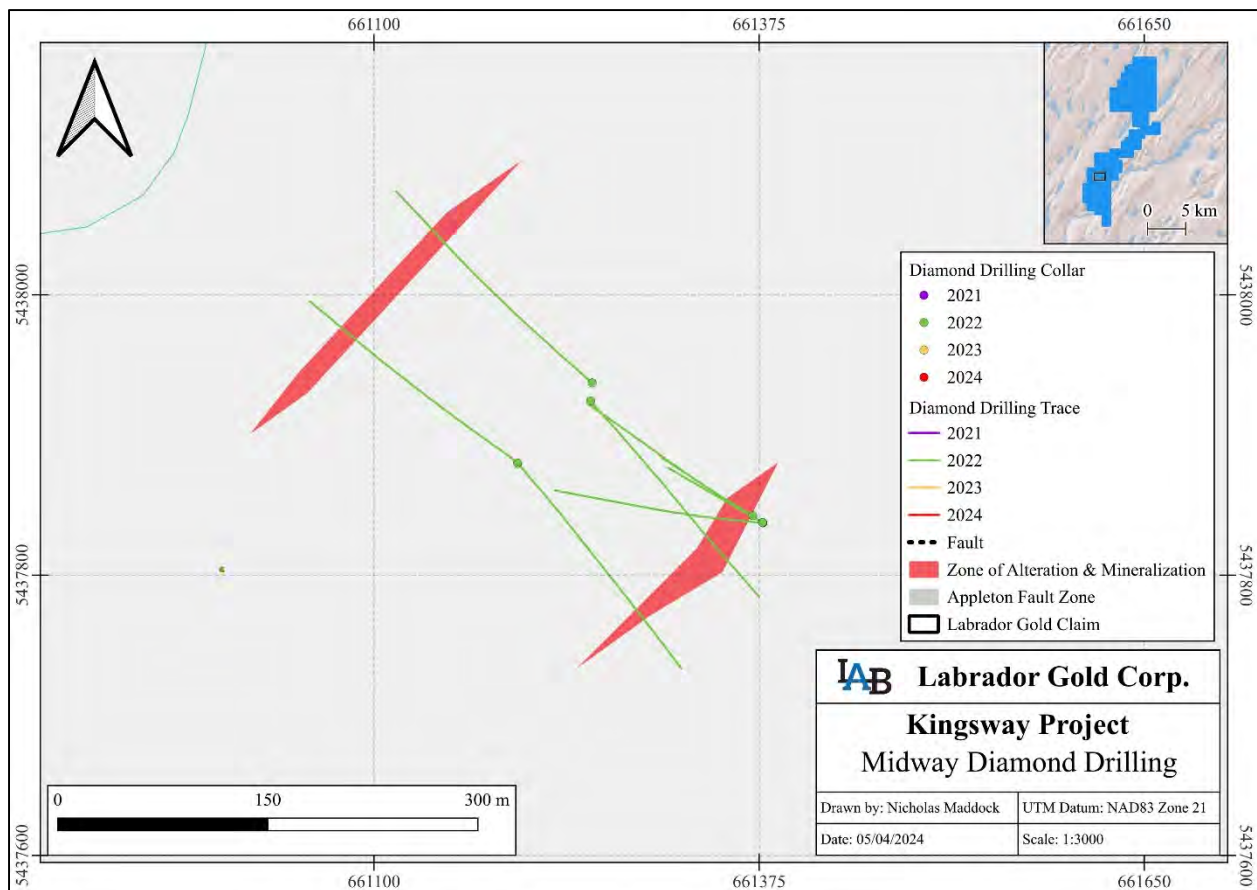 661100
661375
661650
0 5 km
5438000
5438000
Diamond Drilling Collar
2021
2022
2023
2024
Diamond Drilling Trace
2021
2022
2023
2024
Fault
Zone of Alteration & Mineralization
Appleton Fault Zone
Labrador Gold Claim
5437800
5437800
LAB Labrador Gold Corp.
Kingsway Project
Midway Diamond Drilling
Drawn by: Nicholas Maddock
UTM Datum: NAD83 Zone 21
Date: 05/04/2024
Scale: 1:3000
0 150 300 m
5437600
5437600
661100
661375
661650